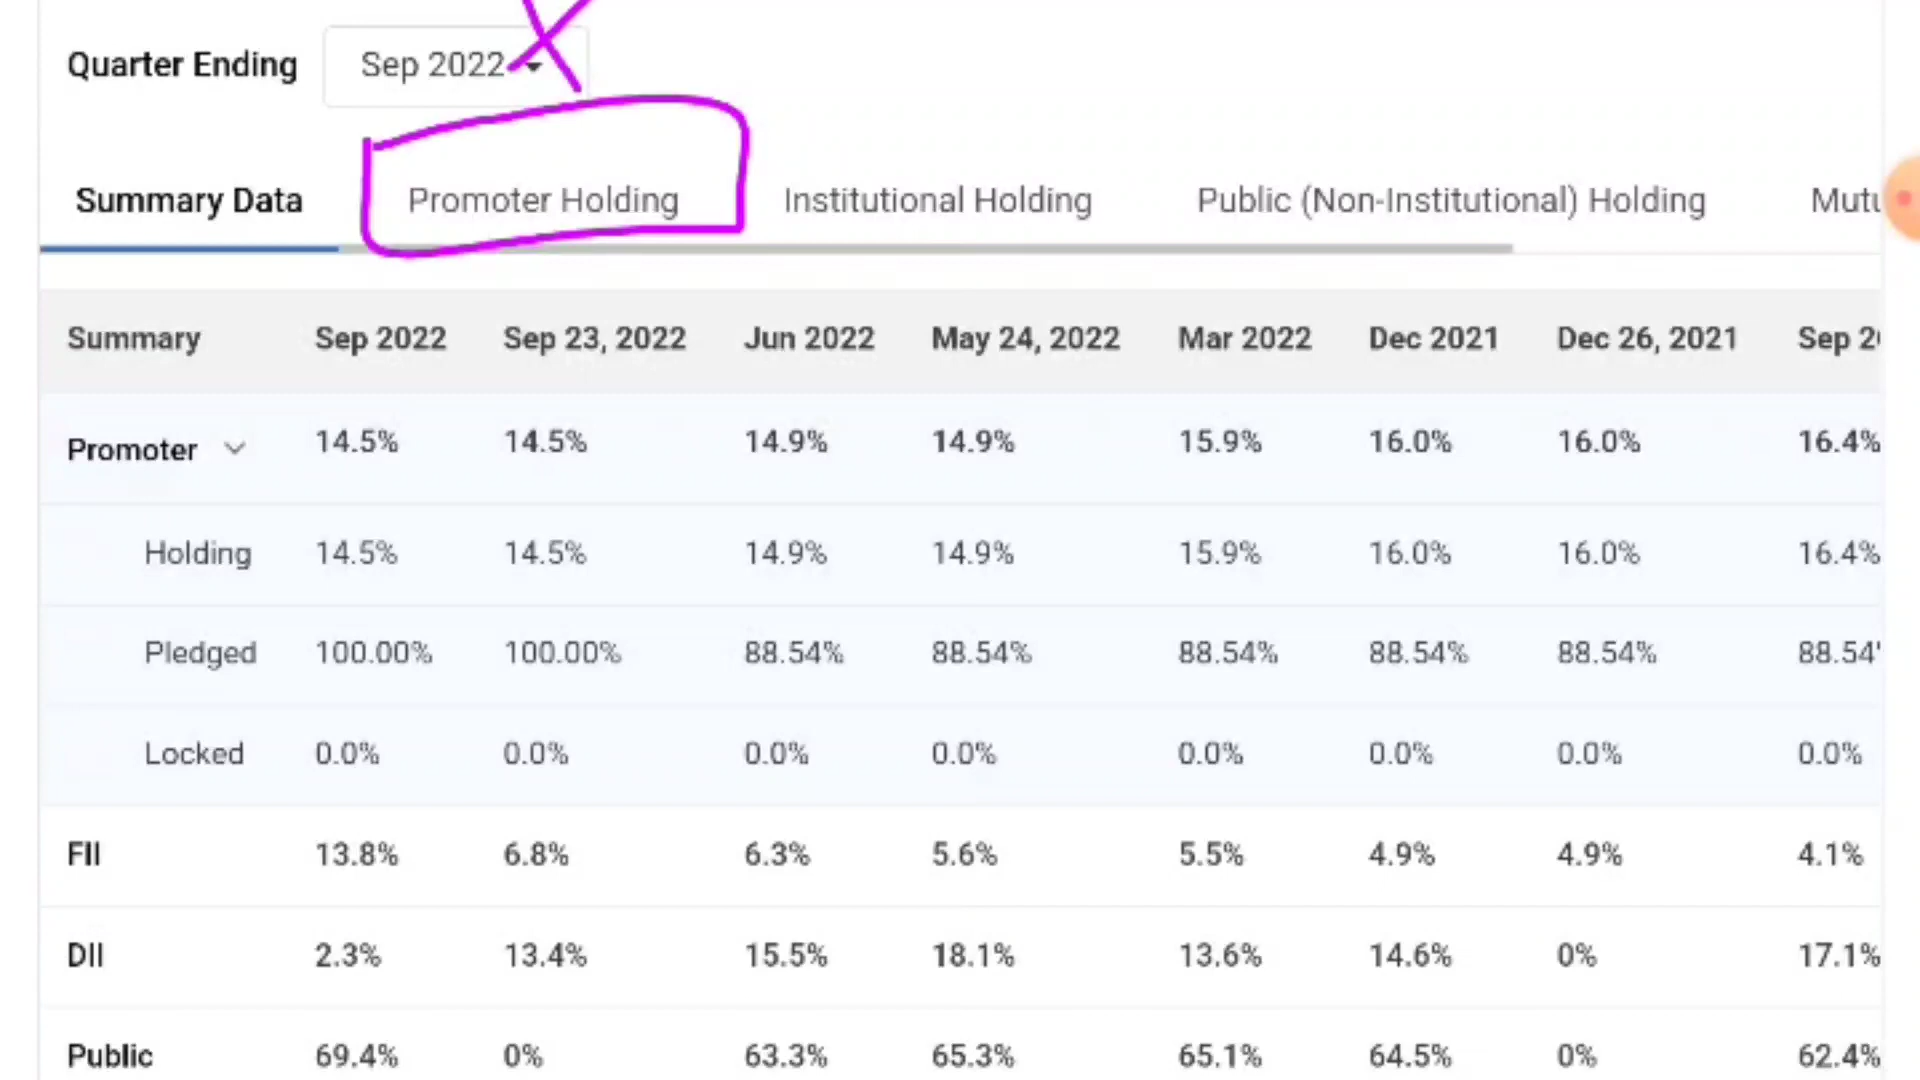 Quarter Ending Sep 2022
Summary Data Promoter Holding Institutional Holding Public (Non-Institutional) Holding Mutu
Summary Sep 2022 Sep 23, 2022 Jun 2022 May 24, 2022 Mar 2022 Dec 2021 Dec 26, 2021 Sep 2
Promoter 14.5% 14.5% 14.9% 14.9% 15.9% 16.0% 16.0% 16.4%
Holding 14.5% 14.5% 14.9% 14.9% 15.9% 16.0% 16.0% 16.4%
Pledged 100.00% 100.00% 88.54% 88.54% 88.54% 88.54% 88.54% 88.54
Locked 0.0% 0.0% 0.0% 0.0% 0.0% 0.0% 0.0% 0.0%
FII 13.8% 6.8% 6.3% 5.6% 5.5% 4.9% 4.9% 4.1%
DII 2.3% 13.4% 15.5% 18.1% 13.6% 14.6% 0% 17.1%
Public 69.4% 0% 63.3% 65.3% 65.1% 64.5% 0% 62.4%